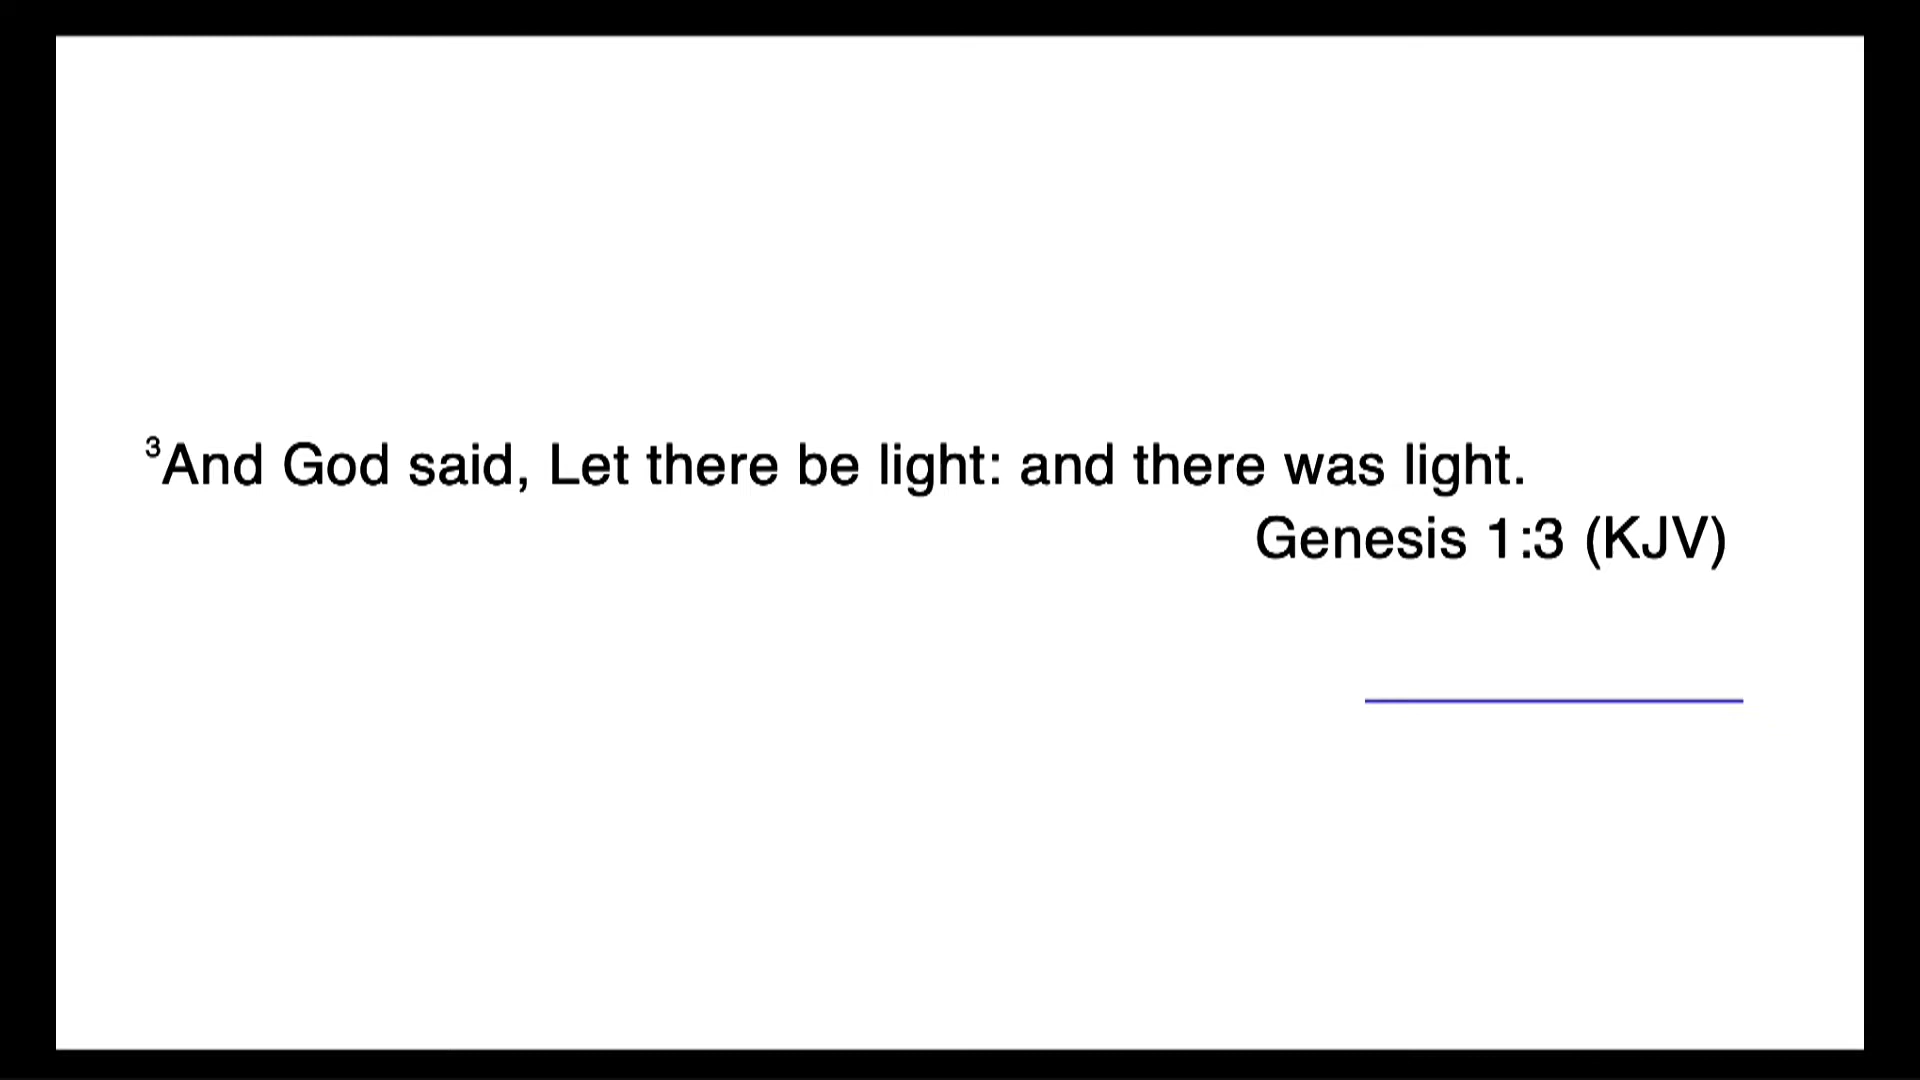 ³And God said, Let there be light: and there was light.
Genesis 1:3 (KJV)